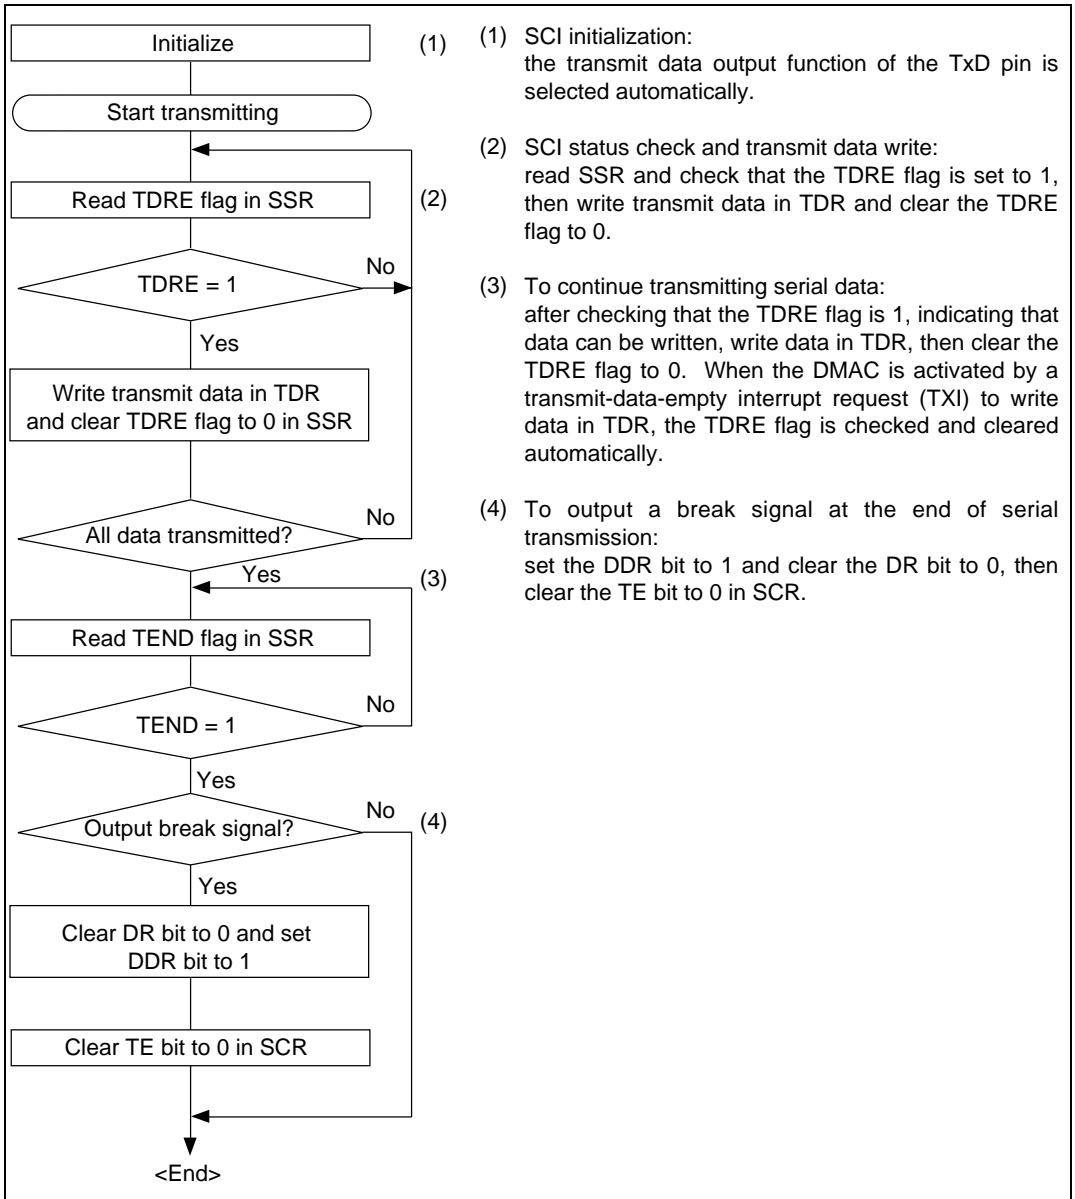 Initialize
(1)
Start transmitting
Read TDRE flag in SSR
(2)
TDRE = 1
No
Yes
Write transmit data in TDR
and clear TDRE flag to 0 in SSR
All data transmitted?
No
Yes
(3)
Read TEND flag in SSR
TEND = 1
No
Yes
Output break signal?
No
(4)
Yes
Clear DR bit to 0 and set
DDR bit to 1
Clear TE bit to 0 in SCR
<End>
(1) SCI initialization:
the transmit data output function of the TxD pin is
selected automatically.
(2) SCI status check and transmit data write:
read SSR and check that the TDRE flag is set to 1,
then write transmit data in TDR and clear the TDRE
flag to 0.
(3) To continue transmitting serial data:
after checking that the TDRE flag is 1, indicating that
data can be written, write data in TDR, then clear the
TDRE flag to 0. When the DMAC is activated by a
transmit-data-empty interrupt request (TXI) to write
data in TDR, the TDRE flag is checked and cleared
automatically.
(4) To output a break signal at the end of serial
transmission:
set the DDR bit to 1 and clear the DR bit to 0, then
clear the TE bit to 0 in SCR.